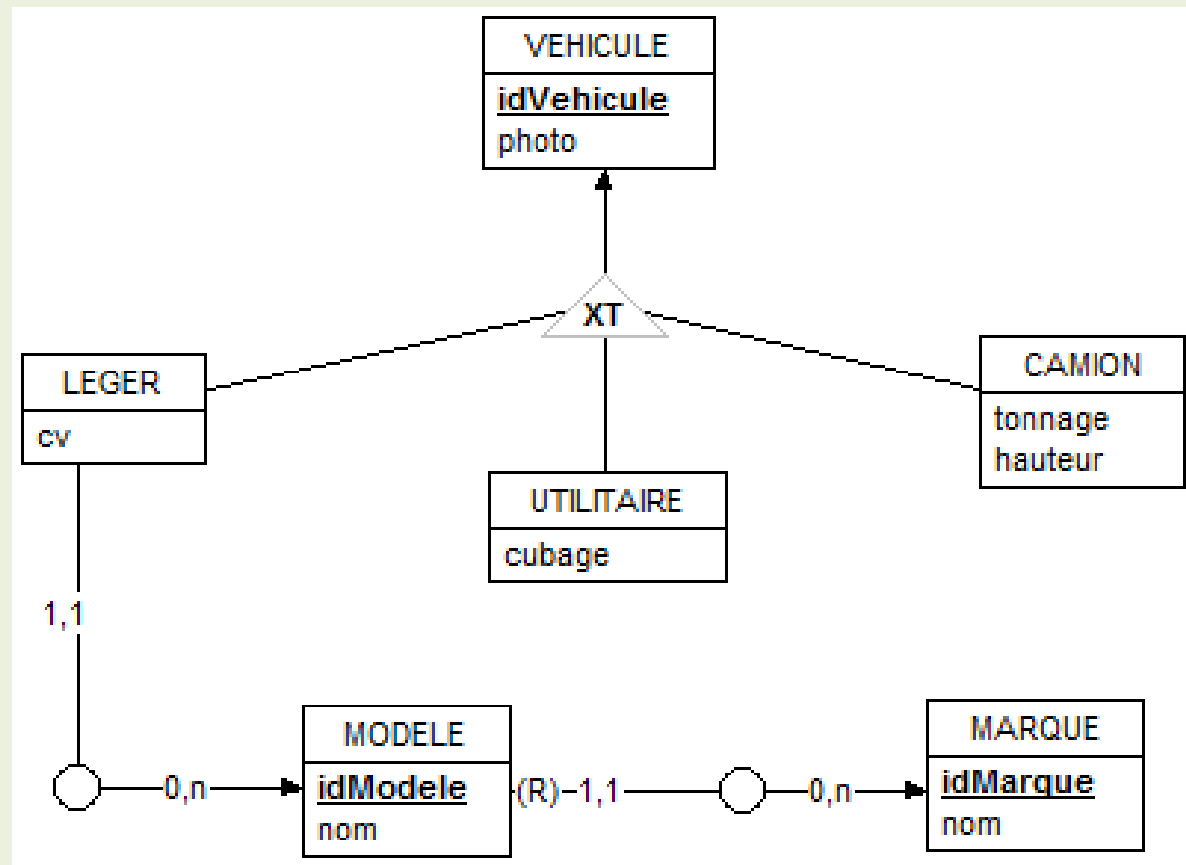 VEHICULE
idVehicule
photo
XT
LEGER
cv
UTILITAIRE
cubage
CAMION
tonnage
hauteur
1,1
0,n
MODELE
idModele
nom
(R)
1,1
0,n
MARQUE
idMarque
nom